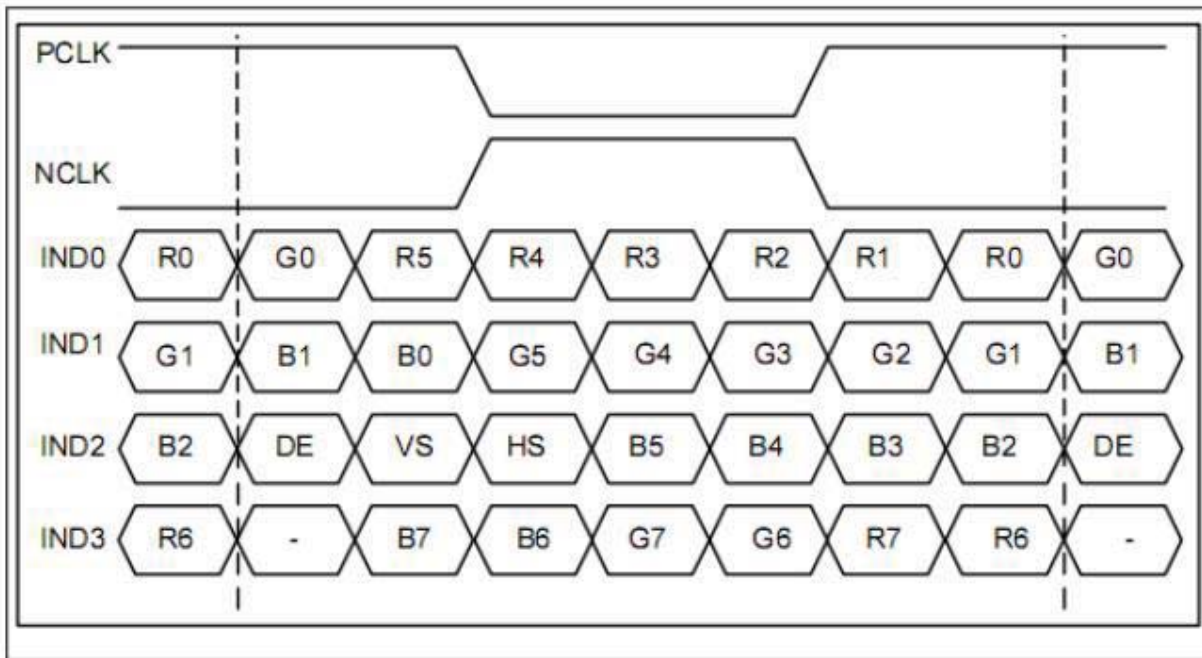 PCLK
NCLK
IND0 R0 G0 R5 R4 R3 R2 R1 R0 G0
IND1 G1 B1 B0 G5 G4 G3 G2 G1 B1
IND2 B2 DE VS HS B5 B4 B3 B2 DE
IND3 R6 - B7 B6 G7 G6 R7 R6 -